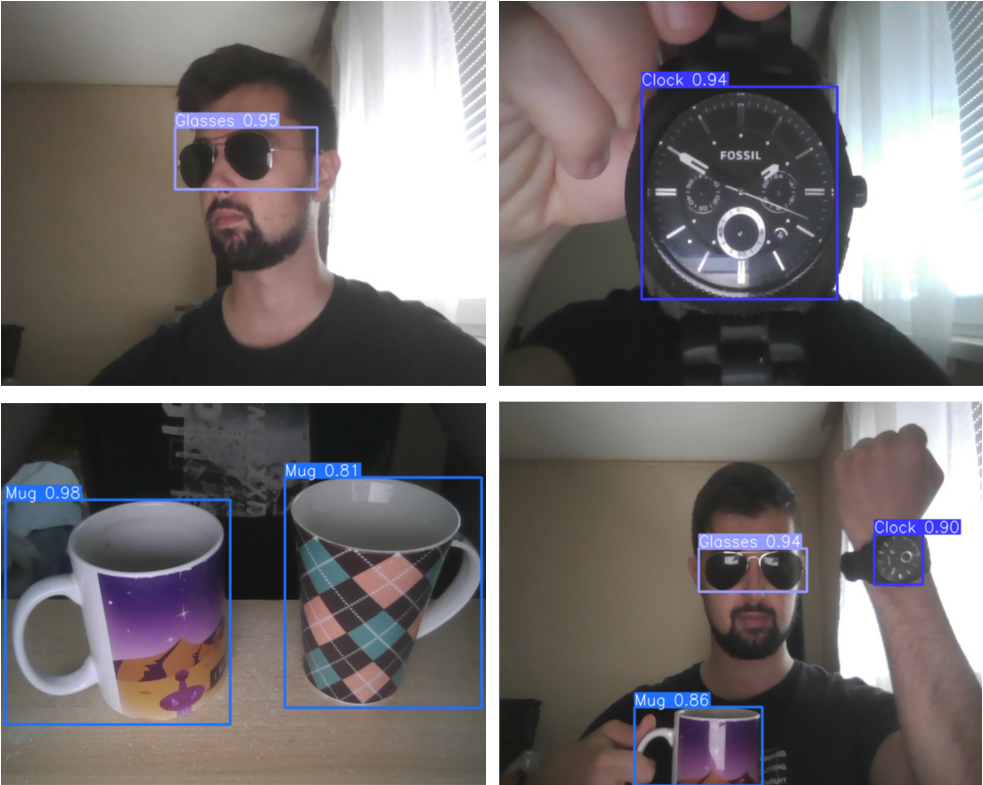 Glasses 0.95
Clock 0.94
FOSSIL
Mug 0.98
Mug 0.81
Glasses 0.94
Clock 0.90
Mug 0.86